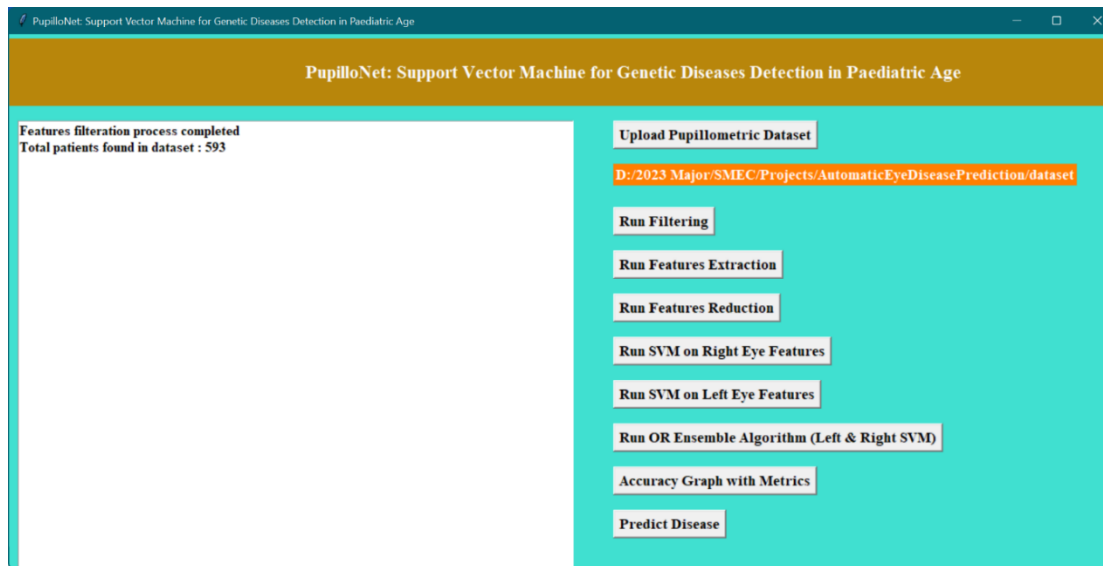 PupilloNet: Support Vector Machine for Genetic Diseases Detection in Paediatric Age
PupilloNet: Support Vector Machine for Genetic Diseases Detection in Paediatric Age
Features filteration process completed
Total patients found in dataset : 593
Upload Pupillometric Dataset
D:/2023 Major/SMEC/Projects/AutomaticEyeDiseasePrediction/dataset
Run Filtering
Run Features Extraction
Run Features Reduction
Run SVM on Right Eye Features
Run SVM on Left Eye Features
Run OR Ensemble Algorithm (Left & Right SVM)
Accuracy Graph with Metrics
Predict Disease